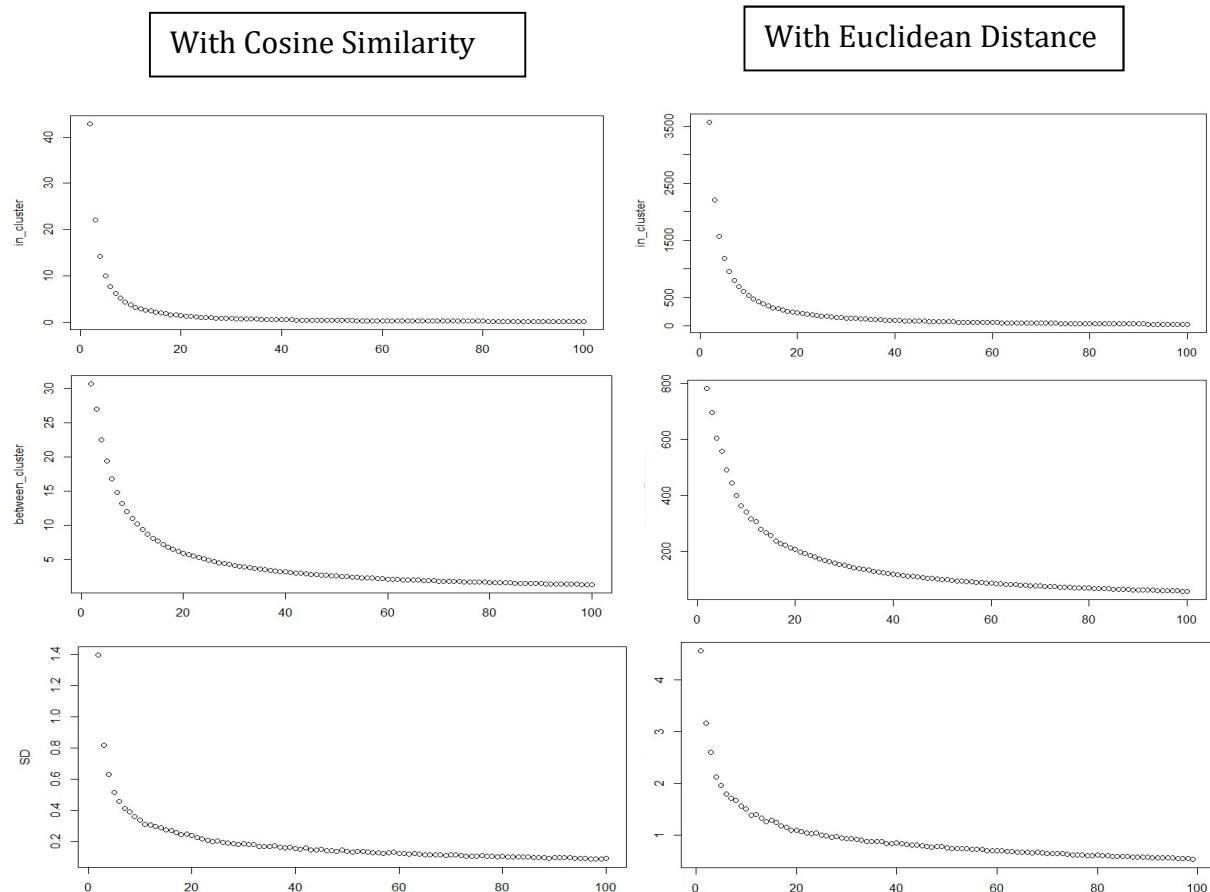 With Cosine Similarity
With Euclidean Distance
in_cluster
40
30
20
10
0
0 20 40 60 80 100
in_cluster
3500
2500
1500
500
0
0 20 40 60 80 100
between_cluster
30
25
20
15
10
5
0 20 40 60 80 100
800
600
400
200
0 20 40 60 80 100
SD
1.4
1.2
1.0
0.8
0.6
0.4
0.2
0 20 40 60 80 100
4
3
2
1
0 20 40 60 80 100